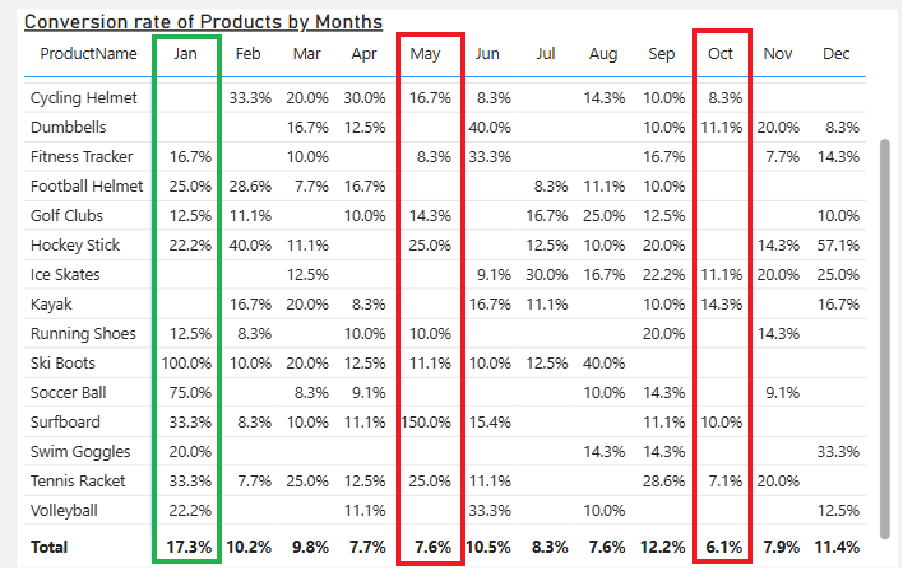 Conversion rate of Products by Months
ProductName Jan Feb Mar Apr May Jun Jul Aug Sep Oct Nov Dec
Cycling Helmet 33.3% 20.0% 30.0% 16.7% 8.3% 14.3% 10.0% 8.3%
Dumbbells 16.7% 12.5% 40.0% 10.0% 11.1% 20.0% 8.3%
Fitness Tracker 16.7% 10.0% 8.3% 33.3% 16.7% 7.7% 14.3%
Football Helmet 25.0% 28.6% 7.7% 16.7% 8.3% 11.1% 10.0%
Golf Clubs 12.5% 11.1% 10.0% 14.3% 16.7% 25.0% 12.5% 10.0%
Hockey Stick 22.2% 40.0% 11.1% 25.0% 12.5% 10.0% 20.0% 14.3% 57.1%
Ice Skates 12.5% 9.1% 30.0% 16.7% 22.2% 11.1% 20.0% 25.0%
Kayak 16.7% 20.0% 8.3% 16.7% 11.1% 10.0% 14.3% 16.7%
Running Shoes 12.5% 8.3% 10.0% 10.0% 20.0% 14.3%
Ski Boots 100.0% 10.0% 20.0% 12.5% 11.1% 10.0% 12.5% 40.0%
Soccer Ball 75.0% 8.3% 9.1% 10.0% 14.3% 9.1%
Surfboard 33.3% 8.3% 10.0% 11.1% 150.0% 15.4% 11.1% 10.0%
Swim Goggles 20.0% 14.3% 14.3% 33.3%
Tennis Racket 33.3% 7.7% 25.0% 12.5% 25.0% 11.1% 28.6% 7.1% 20.0%
Volleyball 22.2% 11.1% 33.3% 10.0% 12.5%
Total 17.3% 10.2% 9.8% 7.7% 7.6% 10.5% 8.3% 7.6% 12.2% 6.1% 7.9% 11.4%